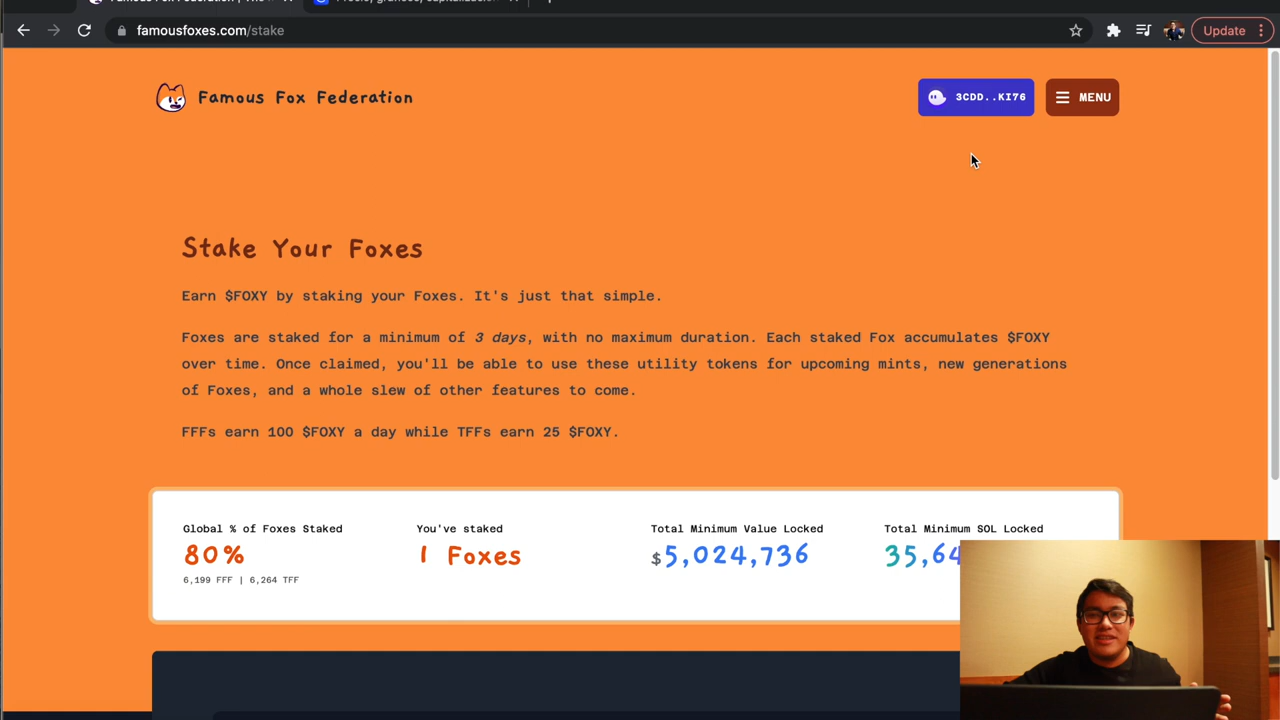 famousfoxes.com/stake
Update
Famous Fox Federation
3CDD..KI76
MENU
Stake Your Foxes
Earn $FOXY by staking your Foxes. It's just that simple.
Foxes are staked for a minimum of 3 days, with no maximum duration. Each staked Fox accumulates $FOXY
over time. Once claimed, you'll be able to use these utility tokens for upcoming mints, new generations
of Foxes, and a whole slew of other features to come.
FFFs earn 100 $FOXY a day while TFFs earn 25 $FOXY.
Global % of Foxes Staked
You've staked
Total Minimum Value Locked
Total Minimum SOL Locked
80%
1 Foxes
$5,024,736
35,64
6,199 FFF | 6,264 TFF